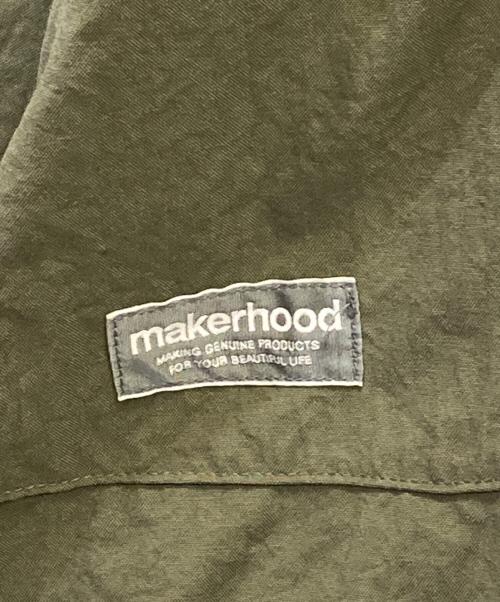 makerhood
MAKING GENUINE PRODUCTS
FOR YOUR BEAUTIFUL LIFE